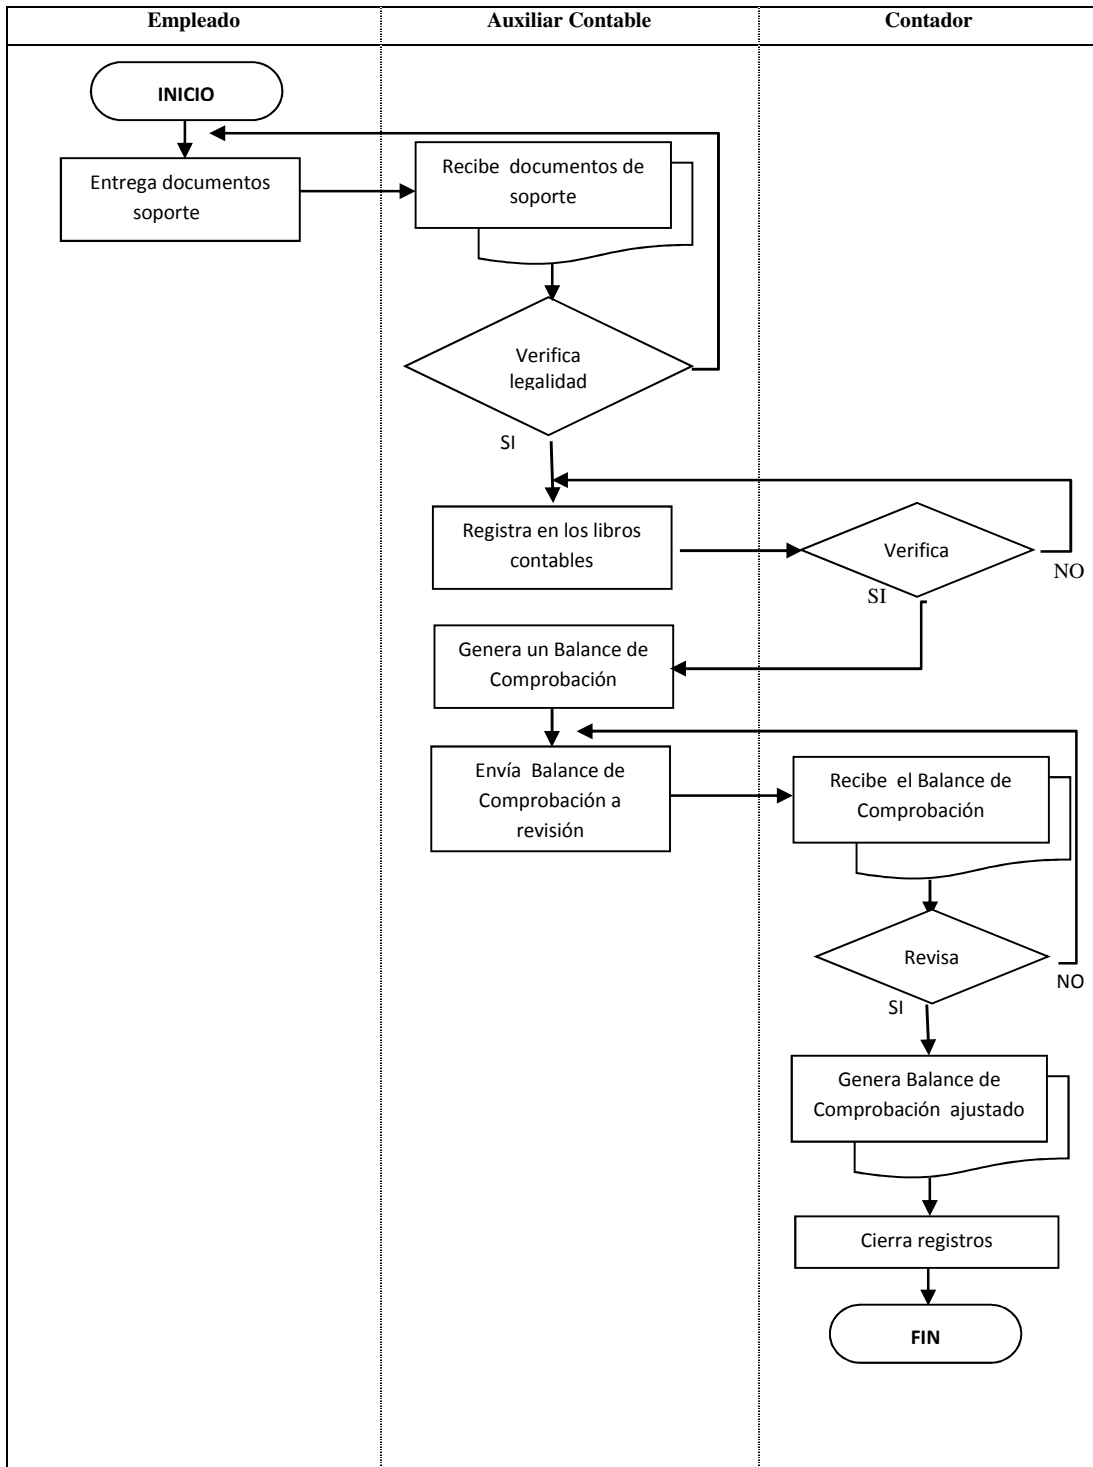 Empleado
Auxiliar Contable
Contador
INICIO
Entrega documentos
soporte
Recibe documentos de
soporte
Verifica
legalidad
SI
Registra en los libros
contables
Verifica
NO
SI
Genera un Balance de
Comprobación
Envía Balance de
Comprobación a
revisión
Recibe el Balance de
Comprobación
Revisa
NO
SI
Genera Balance de
Comprobación ajustado
Cierra registros
FIN